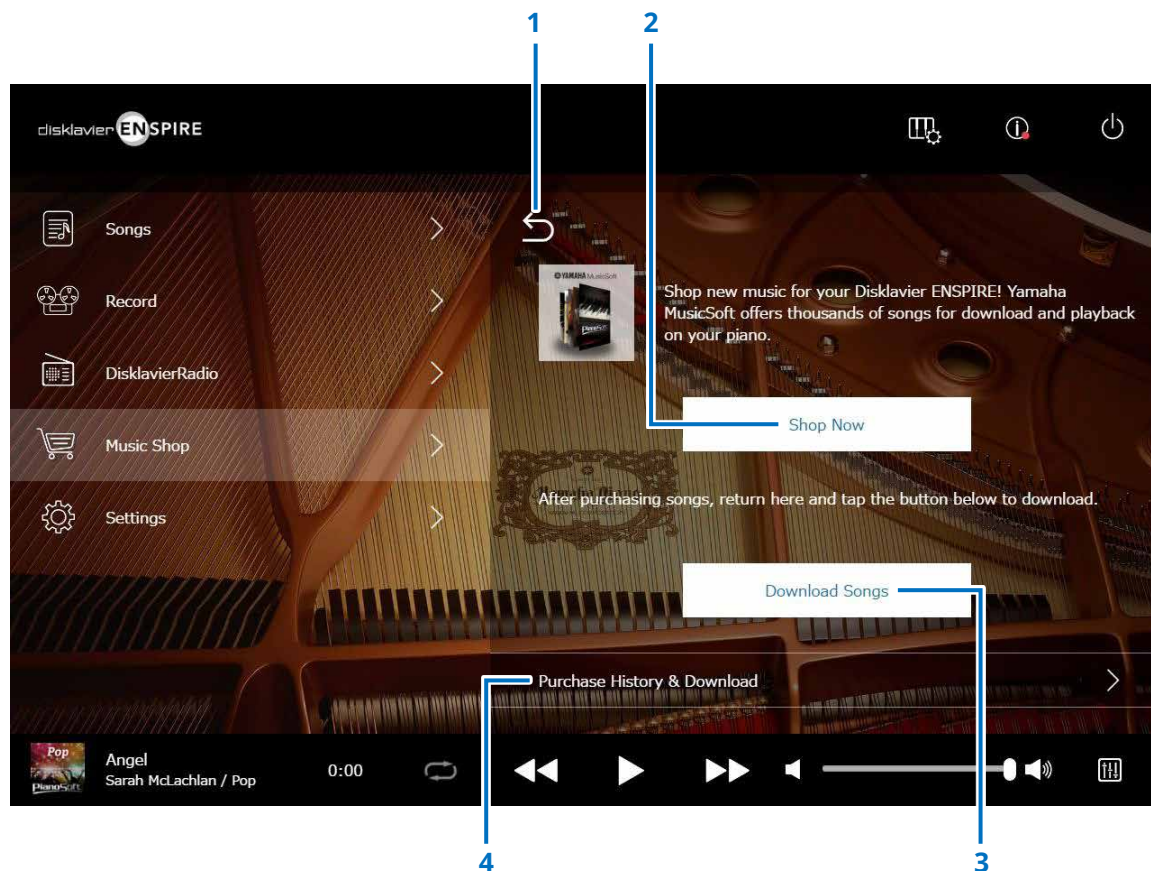 1
2
disklavier ENSPIRE
Songs
Record
DisklavierRadio
Music Shop
Settings
YAMAHA MusicSoft
PianoSoft
Shop new music for your Disklavier ENSPIRE! Yamaha
MusicSoft offers thousands of songs for download and playback
on your piano.
Shop Now
After purchasing songs, return here and tap the button below to download.
Download Songs
Purchase History & Download
Pop
PianoSoft
Angel
Sarah McLachlan / Pop
0:00
4
3